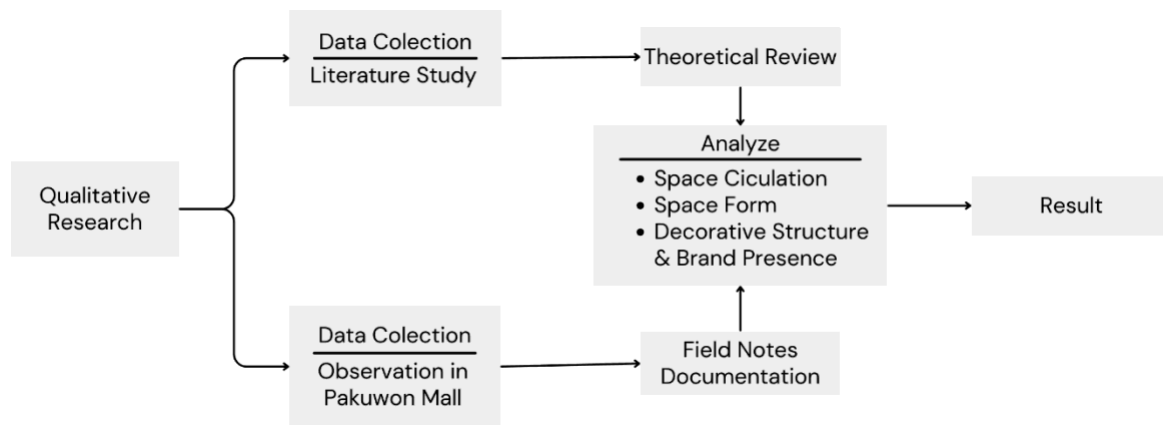 Qualitative
Research
Data Colection
Literature Study
Theoretical Review
Analyze
• Space Ciculation
• Space Form
• Decorative Structure
& Brand Presence
Result
Data Colection
Observation in
Pakuwon Mall
Field Notes
Documentation